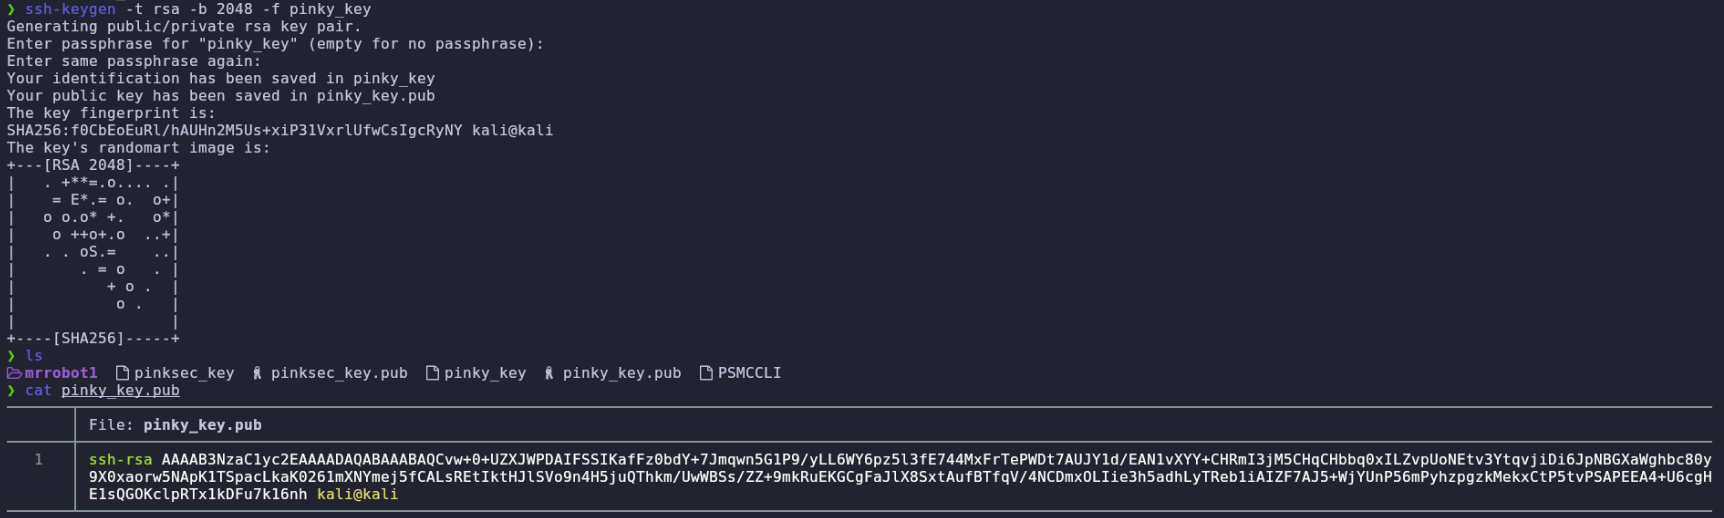 ❯ ssh-keygen -t rsa -b 2048 -f pinky_key
Generating public/private rsa key pair.
Enter passphrase for "pinky_key" (empty for no passphrase):
Enter same passphrase again:
Your identification has been saved in pinky_key
Your public key has been saved in pinky_key.pub
The key fingerprint is:
SHA256:f0CbEoEuRl/hAUHn2M5Us+xiP31VxrlUfwCsIgcRyNY kali@kali
The key's randomart image is:
+---[RSA 2048]----+
|   . +**=.o.... .|
|    = E*.= o.  o+|
|   o o.o* +.   o*|
|    o ++o+.o  ..+|
|   . . oS.=    ..|
|       . = o   . |
|          + o .  |
|           o .   |
|                 |
+----[SHA256]-----+
❯ ls
mrrobot1 pinksec_key pinksec_key.pub pinky_key pinky_key.pub PSMCCLI
❯ cat pinky_key.pub
File: pinky_key.pub
1 ssh-rsa AAAAB3NzaC1yc2EAAAADAQABAAABAQCvw+0+UZXJWPDAIFSSIKafFz0bdY+7Jmqwn5G1P9/yLL6WY6pz5l3fE744MxFrTePWDt7AUJY1d/EAN1vXYY+CHRmI3jM5CHqCHbbq0xILZvpUoNEtv3YtqvjiDi6JpNBGXaWghbc80y
9X0xaorw5NApK1TSpacLkaK0261mXNYmej5fCALsREtIktHJlSVo9n4H5juQThkm/UwWBSs/ZZ+9mkRuEKGCgFaJlX8SxtAufBTfqV/4NCDmxOLIie3h5adhLyTReb1iAIZF7AJ5+WjYUnP56mPyhzpgzkMekxCtP5tvPSAPEEA4+U6cgH
E1sQGOKclpRTx1kDFu7k16nh kali@kali